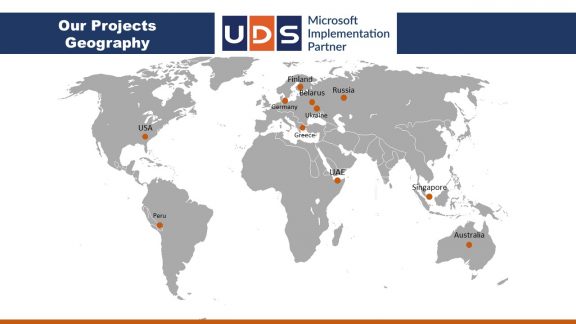 Our Projects
Geography
UDS
Microsoft
Implementation
Partner
Finland
Belarus
Russia
Germany
Ukraine
USA
Greece
UAE
Singapore
Peru
Australia